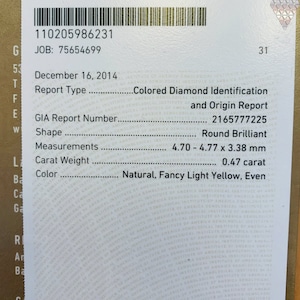 110205986231
JOB: 75654699 31
December 16, 2014
Report Type ................Colored Diamond Identification
and Origin Report
GIA Report Number................................ 2165777225
Shape .................................................. Round Brilliant
Measurements ......................... 4.70 - 4.77 x 3.38 mm
Carat Weight ............................................. 0.47 carat
Color ..................... Natural, Fancy Light Yellow, Even